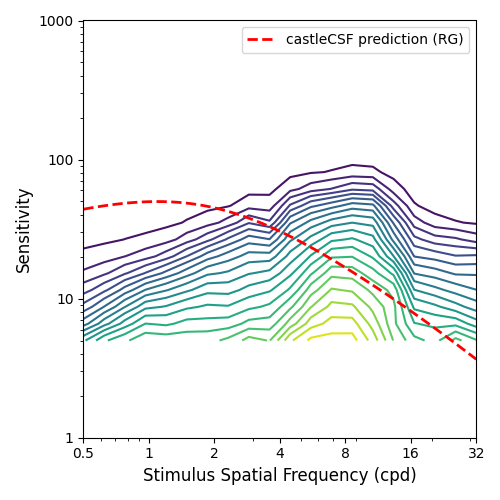 1000
castleCSF prediction (RG)
100
Sensitivity
10
1
0.5 1 2 4 8 16 32
Stimulus Spatial Frequency (cpd)